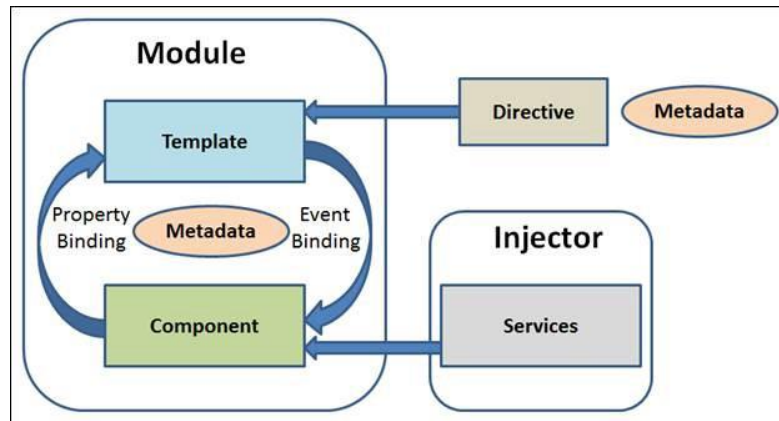 Module
Template
Directive
Metadata
Property
Binding
Metadata
Event
Binding
Injector
Component
Services